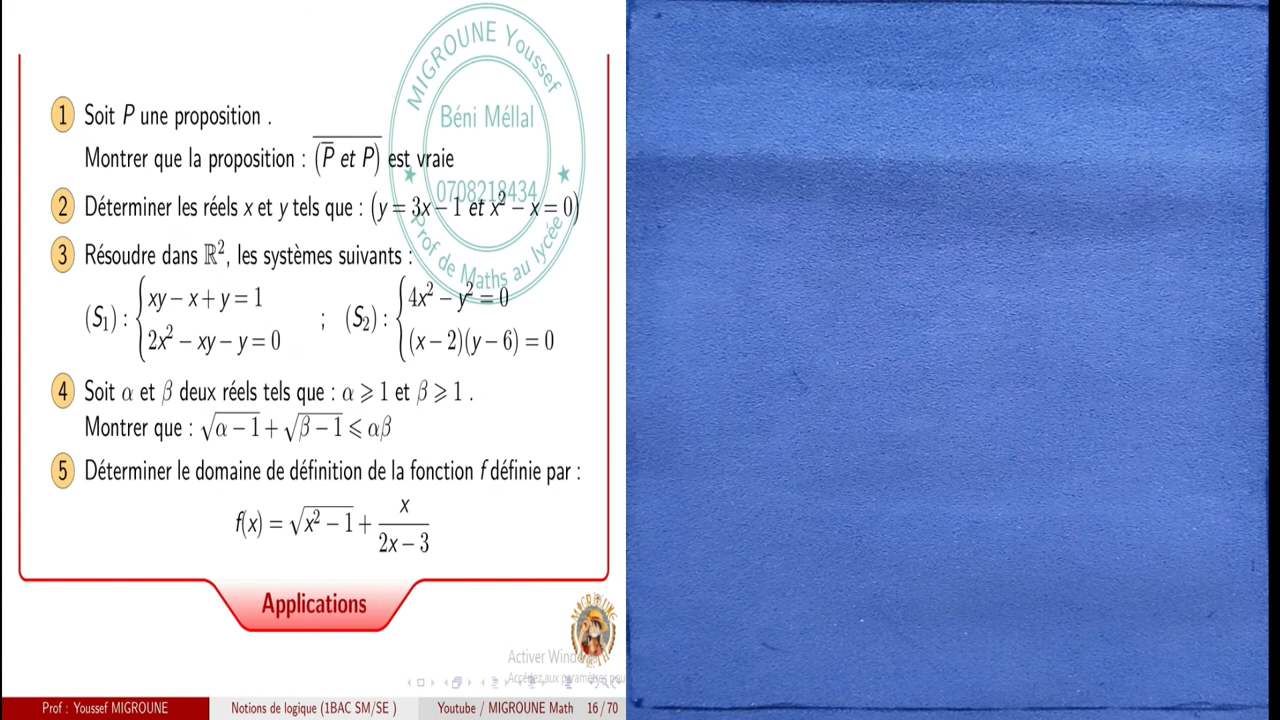 MIGROUNE Youssef
Béni Méllal
0708218434
Prof de Maths au lycée
1 Soit P une proposition .
Montrer que la proposition : \overline{(\overline{P} et P)} est vraie
2 Déterminer les réels x et y tels que : (y = 3x − 1 et x² − x = 0)
3 Résoudre dans ℝ², les systèmes suivants :
(S₁) : { xy − x + y = 1 ; 2x² − xy − y = 0 ; (S₂) : { 4x² − y² = 0 ; (x − 2)(y − 6) = 0
4 Soit α et β deux réels tels que : α ⩾ 1 et β ⩾ 1 .
Montrer que : √(α − 1) + √(β − 1) ⩽ αβ
5 Déterminer le domaine de définition de la fonction f définie par :
f(x) = √(x² − 1) + x/(2x − 3)
Applications
Prof : Youssef MIGROUNE
Notions de logique (1BAC SM/SE )
Youtube / MIGROUNE Math
16 / 70